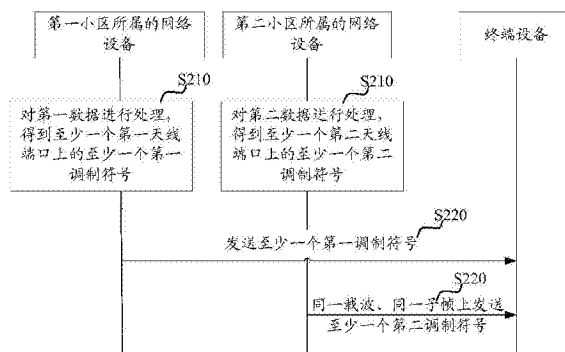 第一小区所属的网络
设备
第二小区所属的网络
设备
终端设备
S210
对第一数据进行处理,
得到至少一个第一天线
端口上的至少一个第一
调制符号
S210
对第二数据进行处理,
得到至少一个第二天线
端口上的至少一个第二
调制符号
S220
发送至少一个第一调制符号
S220
同一载波、同一子帧上发送
至少一个第二调制符号